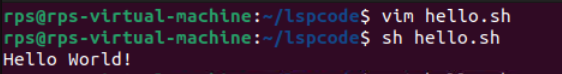 rps@rps-virtual-machine:~/lspcode$ vim hello.sh
rps@rps-virtual-machine:~/lspcode$ sh hello.sh
Hello World!